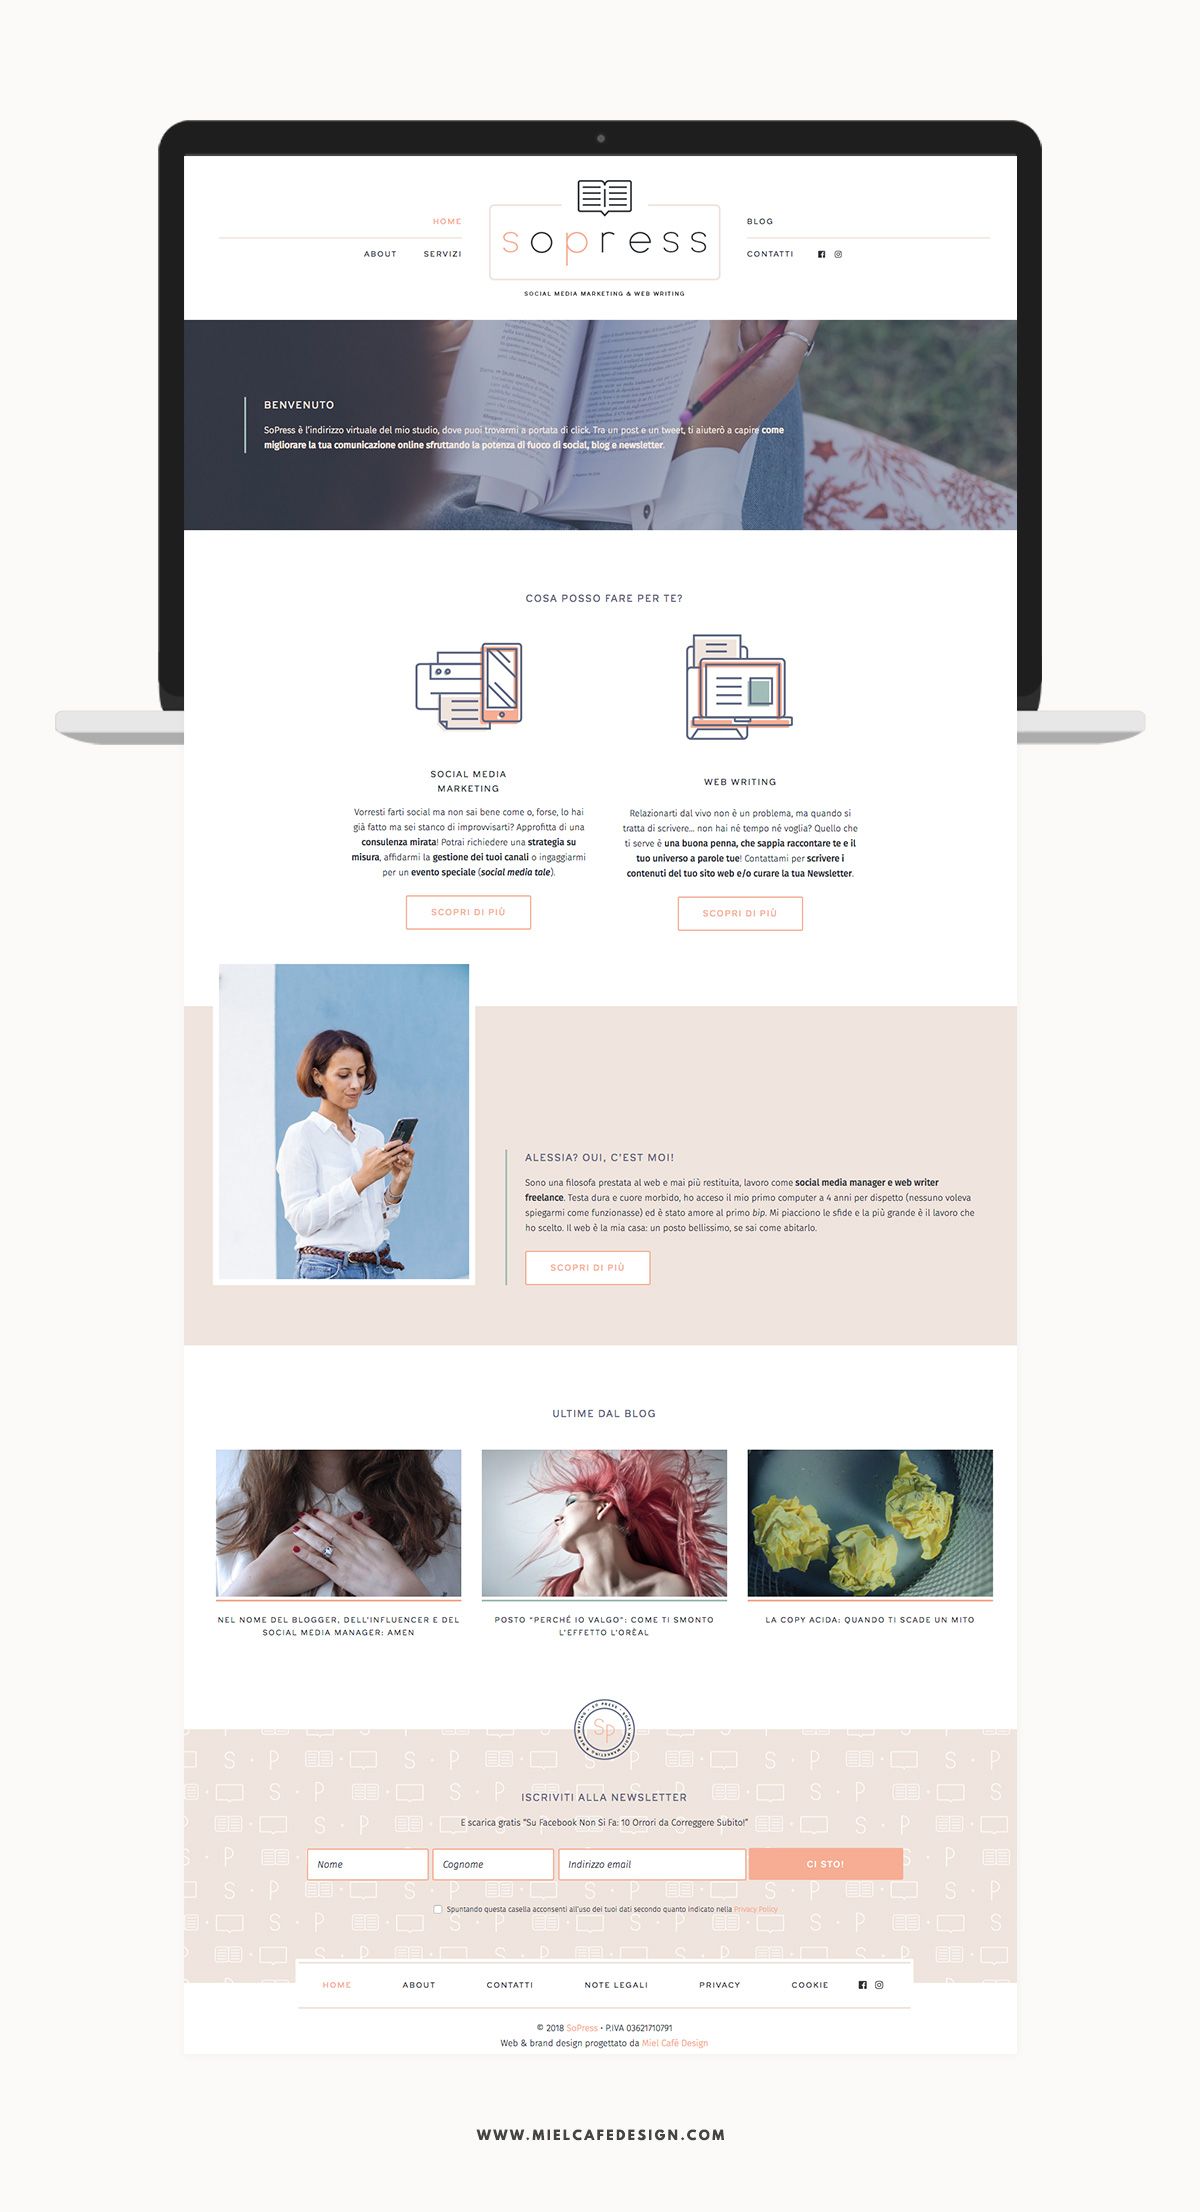 HOME
ABOUT SERVIZI
sopress
SOCIAL MEDIA MARKETING & WEB WRITING
BLOG
CONTATTI
BENVENUTO
SoPress è l'indirizzo virtuale del mio studio, dove puoi trovarmi a portata di click. Tra un post e un tweet, ti aiuterò a capire come
migliorare la tua comunicazione online sfruttando la potenza di fuoco di social, blog e newsletter.
COSA POSSO FARE PER TE?
SOCIAL MEDIA
MARKETING
Vorresti farti social ma non sai bene come o, forse, lo hai
già fatto ma sei stanco di improvvisarti? Approfitta di una
consulenza mirata! Potrai richiedere una strategia su
misura, affidarmi la gestione dei tuoi canali o ingaggiarmi
per un evento speciale (social media tale).
SCOPRI DI PIÙ
WEB WRITING
Relazionarti dal vivo non è un problema, ma quando si
tratta di scrivere... non hai né tempo né voglia? Quello che
ti serve è una buona penna, che sappia raccontare te e il
tuo universo a parole tue! Contattami per scrivere i
contenuti del tuo sito web e/o curare la tua Newsletter.
SCOPRI DI PIÙ
ALESSIA? OUI, C'EST MOI!
Sono una filosofa prestata al web e mai più restituita, lavoro come social media manager e web writer
freelance. Testa dura e cuore morbido, ho acceso il mio primo computer a 4 anni per dispetto (nessuno voleva
spiegarmi come funzionasse) ed è stato amore al primo bip. Mi piacciono le sfide e la più grande è il lavoro che
ho scelto. Il web è la mia casa: un posto bellissimo, se sai come abitarlo.
SCOPRI DI PIÙ
ULTIME DAL BLOG
NEL NOME DEL BLOGGER, DELL'INFLUENCER E DEL
SOCIAL MEDIA MANAGER: AMEN
POSTO "PERCHÉ IO VALGO": COME TI SMONTO
L'EFFETTO L'ORÉAL
LA COPY ACIDA: QUANDO TI SCADE UN MITO
SO PRESS • SOCIAL MEDIA MARKETING & WEB WRITING •
Sp
ISCRIVITI ALLA NEWSLETTER
E scarica gratis "Su Facebook Non Si Fa: 10 Orrori da Correggere Subito!"
Nome Cognome Indirizzo email CI STO!
Spuntando questa casella acconsenti all'uso dei tuoi dati secondo quanto indicato nella Privacy Policy
HOME ABOUT CONTATTI NOTE LEGALI PRIVACY COOKIE
© 2018 SoPress • P.IVA 03621710791
Web & brand design progettato da Miel Café Design
WWW.MIELCAFEDESIGN.COM